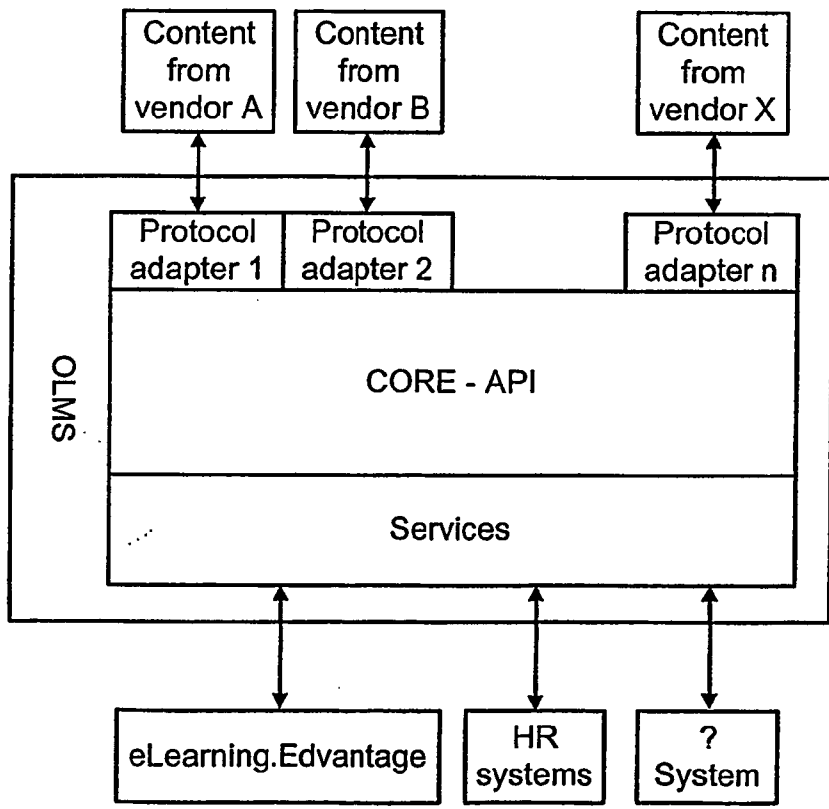 Content
from
vendor A
Content
from
vendor B
Content
from
vendor X
Protocol
adapter 1
Protocol
adapter 2
Protocol
adapter n
OLMS
CORE - API
Services
eLearning.Edvantage
HR
systems
?
System